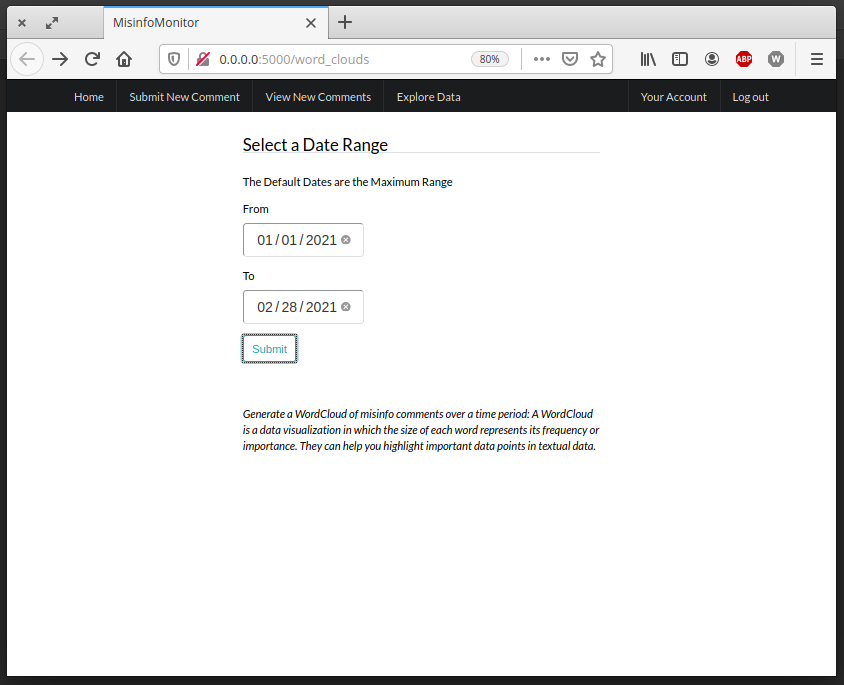 MisinfoMonitor
0.0.0.0:5000/word_clouds 80% ABP W
Home Submit New Comment View New Comments Explore Data Your Account Log out
Select a Date Range
The Default Dates are the Maximum Range
From
01/01/2021
To
02/28/2021
Submit
Generate a WordCloud of misinfo comments over a time period: A WordCloud
is a data visualization in which the size of each word represents its frequency or
importance. They can help you highlight important data points in textual data.